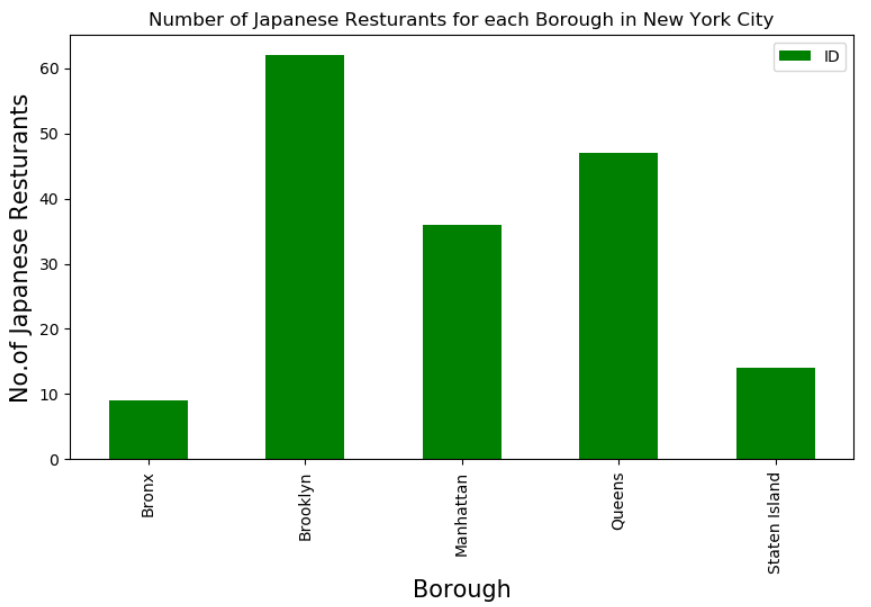 Number of Japanese Resturants for each Borough in New York City
ID
No.of Japanese Resturants
60
50
40
30
20
10
0
Bronx
Brooklyn
Manhattan
Queens
Staten Island
Borough